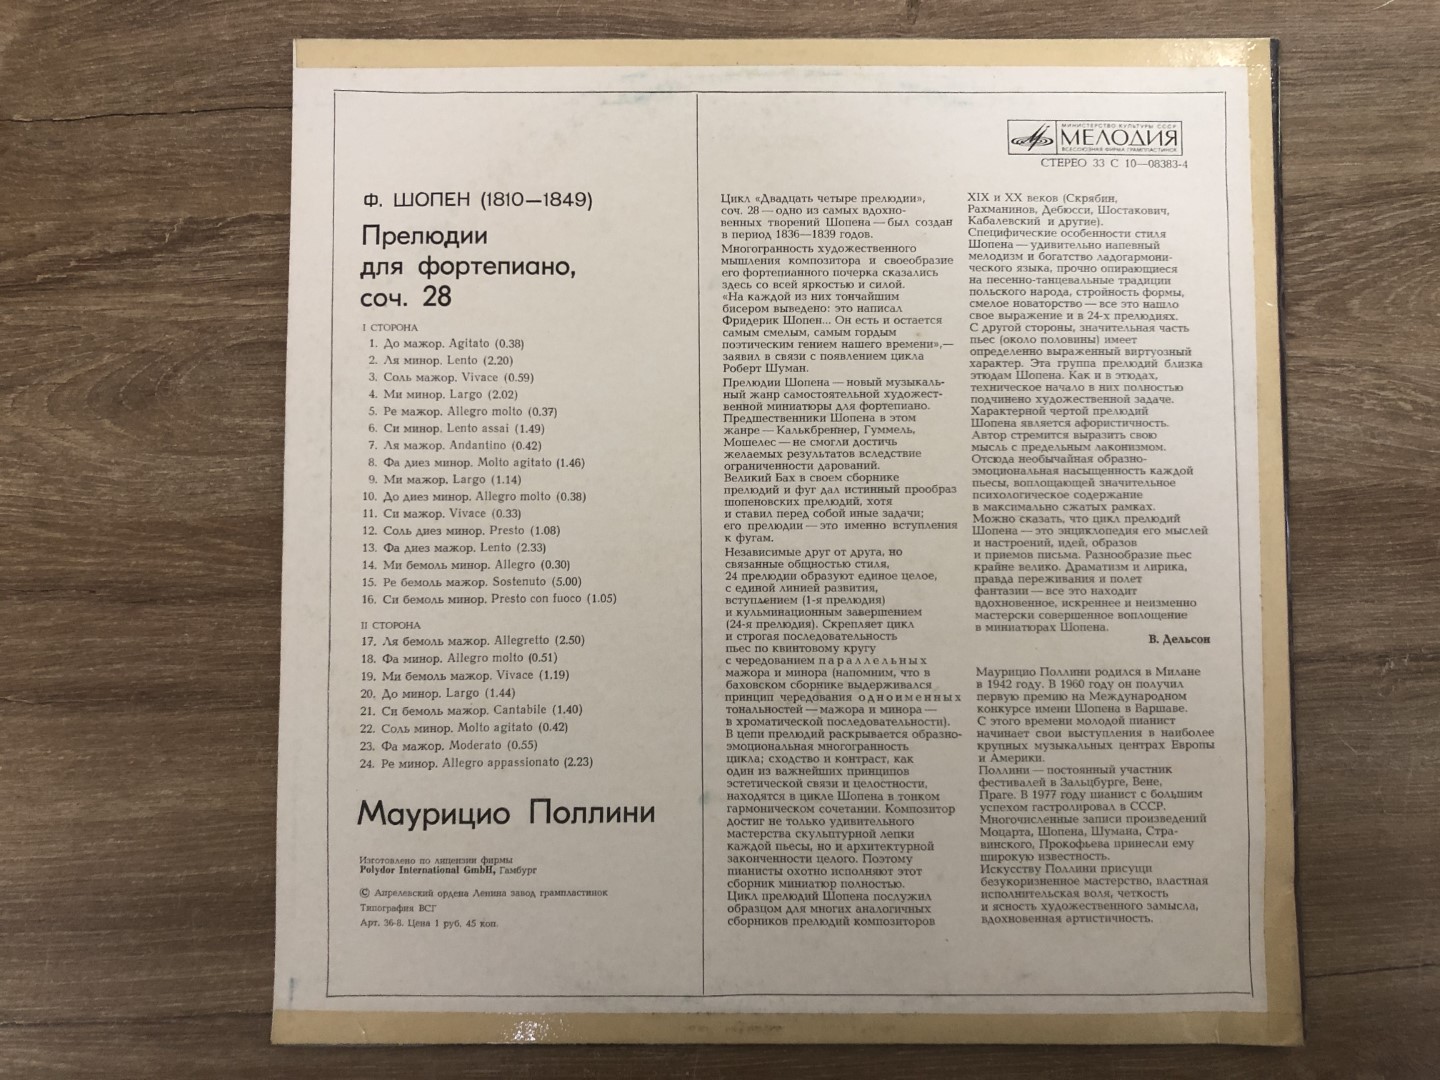 МИНИСТЕРСТВО КУЛЬТУРЫ СССР
МЕЛОДИЯ
ВСЕСОЮЗНАЯ ФИРМА ГРАМПЛАСТИНОК
СТЕРЕО 33 С 10—08383-4
Ф. ШОПЕН (1810—1849)
Прелюдии
для фортепиано,
соч. 28
I СТОРОНА
1. До мажор. Agitato (0.38)
2. Ля минор. Lento (2.20)
3. Соль мажор. Vivace (0.59)
4. Ми минор. Largo (2.02)
5. Ре мажор. Allegro molto (0.37)
6. Си минор. Lento assai (1.49)
7. Ля мажор. Andantino (0.42)
8. Фа диез минор. Molto agitato (1.46)
9. Ми мажор. Largo (1.14)
10. До диез минор. Allegro molto (0.38)
11. Си мажор. Vivace (0.33)
12. Соль диез минор. Presto (1.08)
13. Фа диез мажор. Lento (2.33)
14. Ми бемоль минор. Allegro (0.30)
15. Ре бемоль мажор. Sostenuto (5.00)
16. Си бемоль минор. Presto con fuoco (1.05)
II СТОРОНА
17. Ля бемоль мажор. Allegretto (2.50)
18. Фа минор. Allegro molto (0.51)
19. Ми бемоль мажор. Vivace (1.19)
20. До минор. Largo (1.44)
21. Си бемоль мажор. Cantabile (1.40)
22. Соль минор. Molto agitato (0.42)
23. Фа мажор. Moderato (0.55)
24. Ре минор. Allegro appassionato (2.23)
Маурицио Поллини
Изготовлено по лицензии фирмы
Polydor International GmbH, Гамбург
© Апрелевский ордена Ленина завод грампластинок
Типография ВСГ
Арт. 36-8. Цена 1 руб. 45 коп.
Цикл «Двадцать четыре прелюдии»,
соч. 28 — одно из самых вдохно-
венных творений Шопена — был создан
в период 1836—1839 годов.
Многогранность художественного
мышления композитора и своеобразие
его фортепианного почерка сказались
здесь со всей яркостью и силой.
«На каждой из них тончайшим
бисером выведено: это написал
Фридерик Шопен... Он есть и остается
самым смелым, самым гордым
поэтическим гением нашего времени»,—
заявил в связи с появлением цикла
Роберт Шуман.
Прелюдии Шопена — новый музыкаль-
ный жанр самостоятельной художест-
венной миниатюры для фортепиано.
Предшественники Шопена в этом
жанре — Калькбреннер, Гуммель,
Мошелес — не смогли достичь
желаемых результатов вследствие
ограниченности дарований.
Великий Бах в своем сборнике
прелюдий и фуг дал истинный прообраз
шопеновских прелюдий, хотя
и ставил перед собой иные задачи;
его прелюдии — это именно вступления
к фугам.
Независимые друг от друга, но
связанные общностью стиля,
24 прелюдии образуют единое целое,
с единой линией развития,
вступлением (1-я прелюдия)
и кульминационным завершением
(24-я прелюдия). Скрепляет цикл
и строгая последовательность
пьес по квинтовому кругу
с чередованием параллельных
мажора и минора (напомним, что в
баховском сборнике выдерживался
принцип чередования одноименных
тональностей — мажора и минора —
в хроматической последовательности).
В цепи прелюдий раскрывается образно-
эмоциональная многогранность
цикла; сходство и контраст, как
один из важнейших принципов
эстетической связи и целостности,
находятся в цикле Шопена в тонком
гармоническом сочетании. Композитор
достиг не только удивительного
мастерства скульптурной лепки
каждой пьесы, но и архитектурной
законченности целого. Поэтому
пианисты охотно исполняют этот
сборник миниатюр полностью.
Цикл прелюдий Шопена послужил
образцом для многих аналогичных
сборников прелюдий композиторов
XIX и XX веков (Скрябин,
Рахманинов, Дебюсси, Шостакович,
Кабалевский и другие).
Специфические особенности стиля
Шопена — удивительно напевный
мелодизм и богатство ладогармони-
ческого языка, прочно опирающиеся
на песенно-танцевальные традиции
польского народа, стройность формы,
смелое новаторство — все это нашло
свое выражение и в 24-х прелюдиях.
С другой стороны, значительная часть
пьес (около половины) имеет
определенно выраженный виртуозный
характер. Эта группа прелюдий близка
этюдам Шопена. Как и в этюдах,
техническое начало в них полностью
подчинено художественной задаче.
Характерной чертой прелюдий
Шопена является афористичность.
Автор стремится выразить свою
мысль с предельным лаконизмом.
Отсюда необычайная образно-
эмоциональная насыщенность каждой
пьесы, воплощающей значительное
психологическое содержание
в максимально сжатых рамках.
Можно сказать, что цикл прелюдий
Шопена — это энциклопедия его мыслей
и настроений, идей, образов
и приемов письма. Разнообразие пьес
крайне велико. Драматизм и лирика,
правда переживания и полет
фантазии — все это находит
вдохновенное, искреннее и неизменно
мастерски совершенное воплощение
в миниатюрах Шопена.
В. Дельсон
Маурицио Поллини родился в Милане
в 1942 году. В 1960 году он получил
первую премию на Международном
конкурсе имени Шопена в Варшаве.
С этого времени молодой пианист
начинает свои выступления в наиболее
крупных музыкальных центрах Европы
и Америки.
Поллини — постоянный участник
фестивалей в Зальцбурге, Вене,
Праге. В 1977 году пианист с большим
успехом гастролировал в СССР.
Многочисленные записи произведений
Моцарта, Шопена, Шумана, Стра-
винского, Прокофьева принесли ему
широкую известность.
Искусству Поллини присущи
безукоризненное мастерство, властная
исполнительская воля, четкость
и ясность художественного замысла,
вдохновенная артистичность.